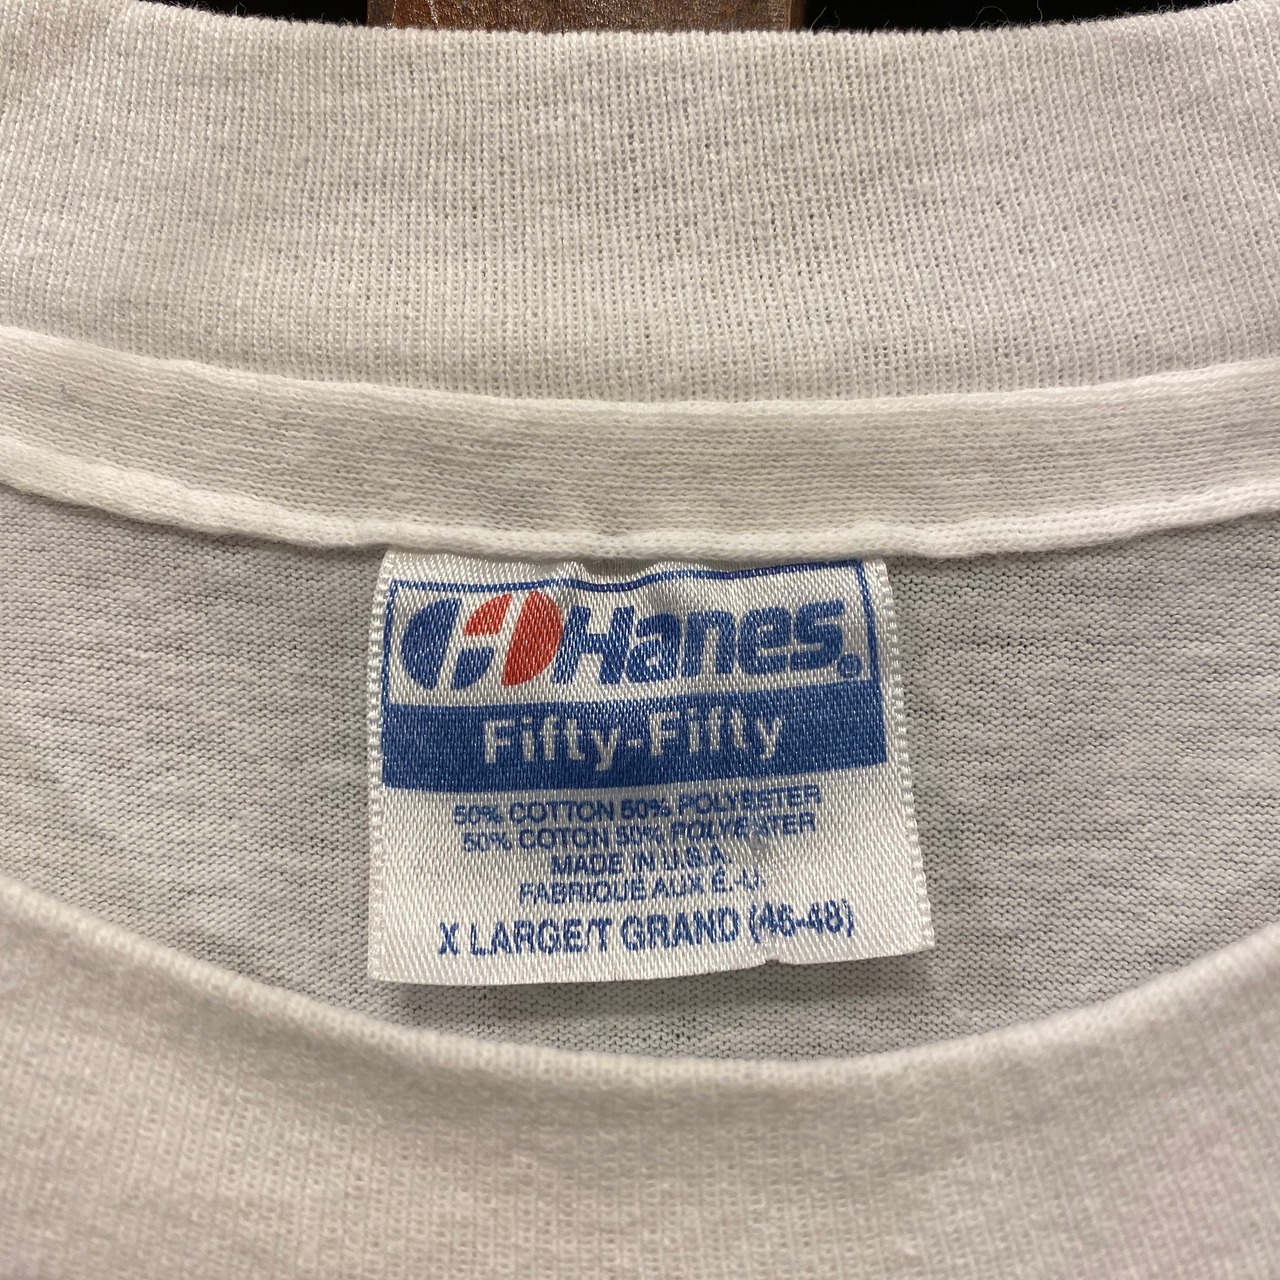 Hanes®
Fifty-Fifty
50% COTTON 50% POLYESTER
50% COTON 50% POLYESTER
MADE IN U.S.A.
FABRIQUÉ AUX É.-U.
X LARGE/T GRAND (46-48)